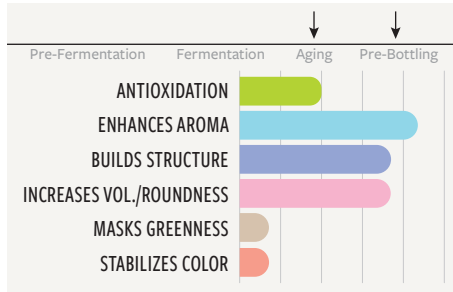 Pre-Fermentation Fermentation Aging Pre-Bottling
ANTIOXIDATION
ENHANCES AROMA
BUILDS STRUCTURE
INCREASES VOL./ROUNDNESS
MASKS GREENNESS
STABILIZES COLOR